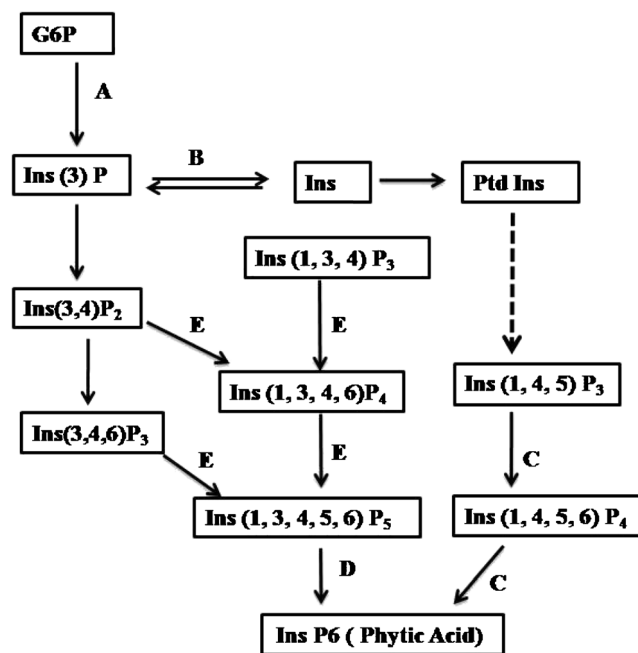 G6P
A
Ins (3) P
B
Ins
Ptd Ins
Ins (1, 3, 4) P₃
Ins(3,4)P₂
E
E
Ins (1, 3, 4, 6)P₄
Ins (1, 4, 5) P₃
Ins(3,4,6)P₃
E
E
C
Ins (1, 3, 4, 5, 6) P₅
Ins (1, 4, 5, 6) P₄
D
C
Ins P6 ( Phytic Acid)